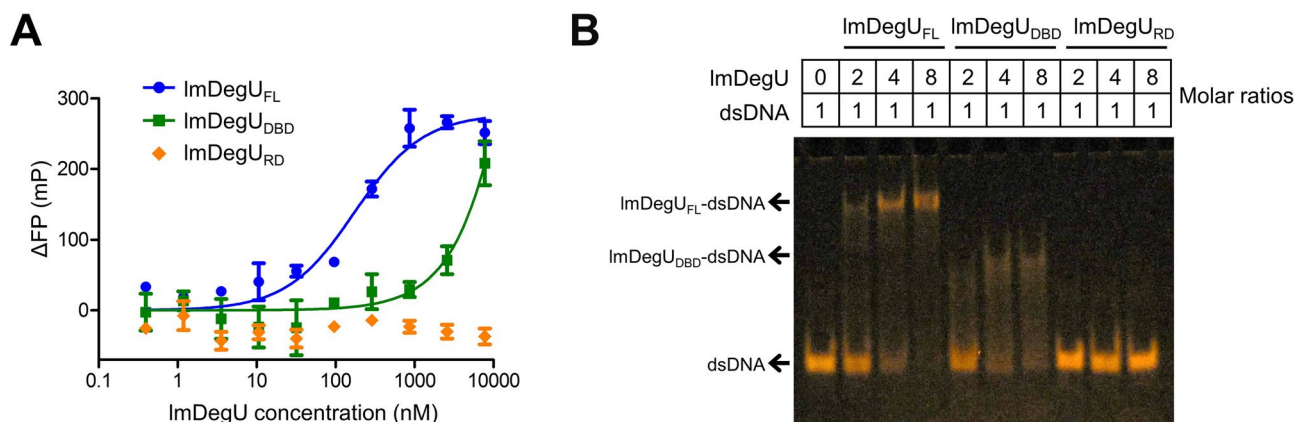 A
lmDegU_FL
lmDegU_DBD
lmDegU_RD
300
200
100
0
ΔFP (mP)
0.1 1 10 100 1000 10000
lmDegU concentration (nM)
B
lmDegU_FL lmDegU_DBD lmDegU_RD
lmDegU 0 2 4 8 2 4 8 2 4 8
dsDNA 1 1 1 1 1 1 1 1 1 1
Molar ratios
lmDegU_FL-dsDNA
lmDegU_DBD-dsDNA
dsDNA